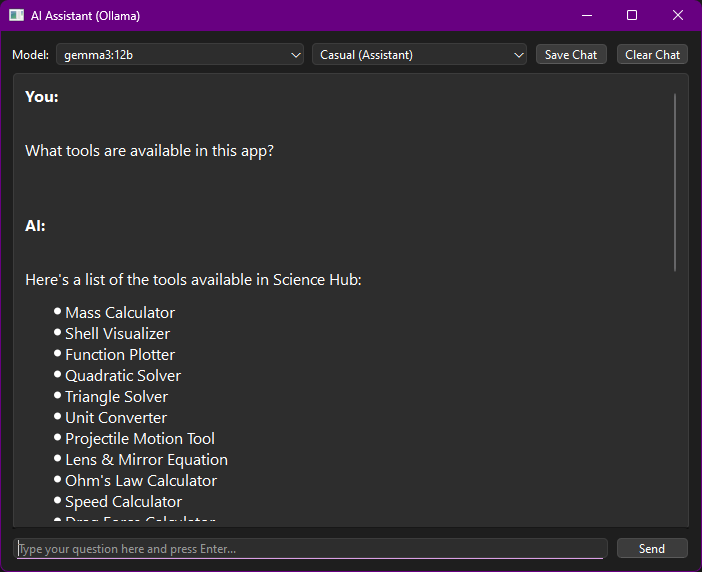 AI Assistant (Ollama)
Model: gemma3:12b Casual (Assistant) Save Chat Clear Chat
You:
What tools are available in this app?
AI:
Here's a list of the tools available in Science Hub:
Mass Calculator
Shell Visualizer
Function Plotter
Quadratic Solver
Triangle Solver
Unit Converter
Projectile Motion Tool
Lens & Mirror Equation
Ohm's Law Calculator
Speed Calculator
Drag Force Calculator
Type your question here and press Enter... Send